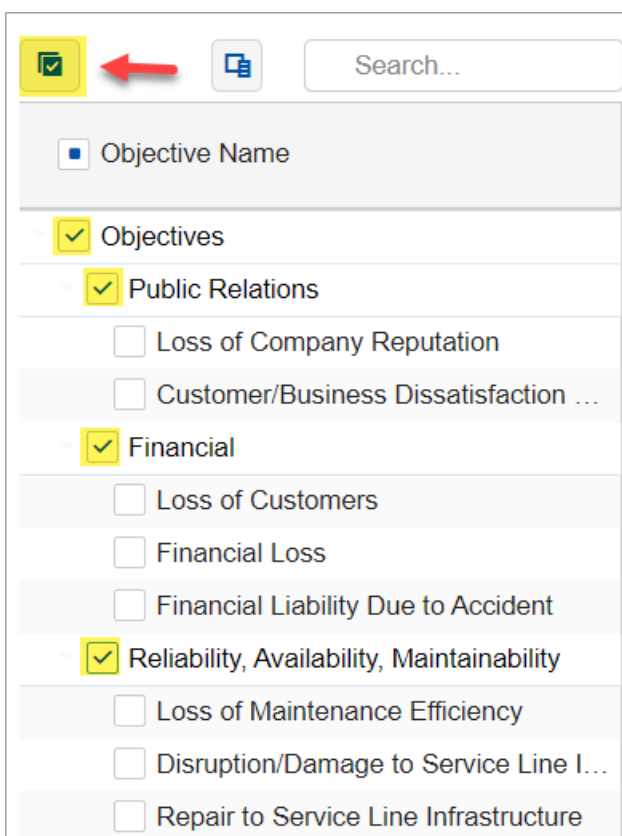 Search...
Objective Name
Objectives
Public Relations
Loss of Company Reputation
Customer/Business Dissatisfaction ...
Financial
Loss of Customers
Financial Loss
Financial Liability Due to Accident
Reliability, Availability, Maintainability
Loss of Maintenance Efficiency
Disruption/Damage to Service Line I...
Repair to Service Line Infrastructure